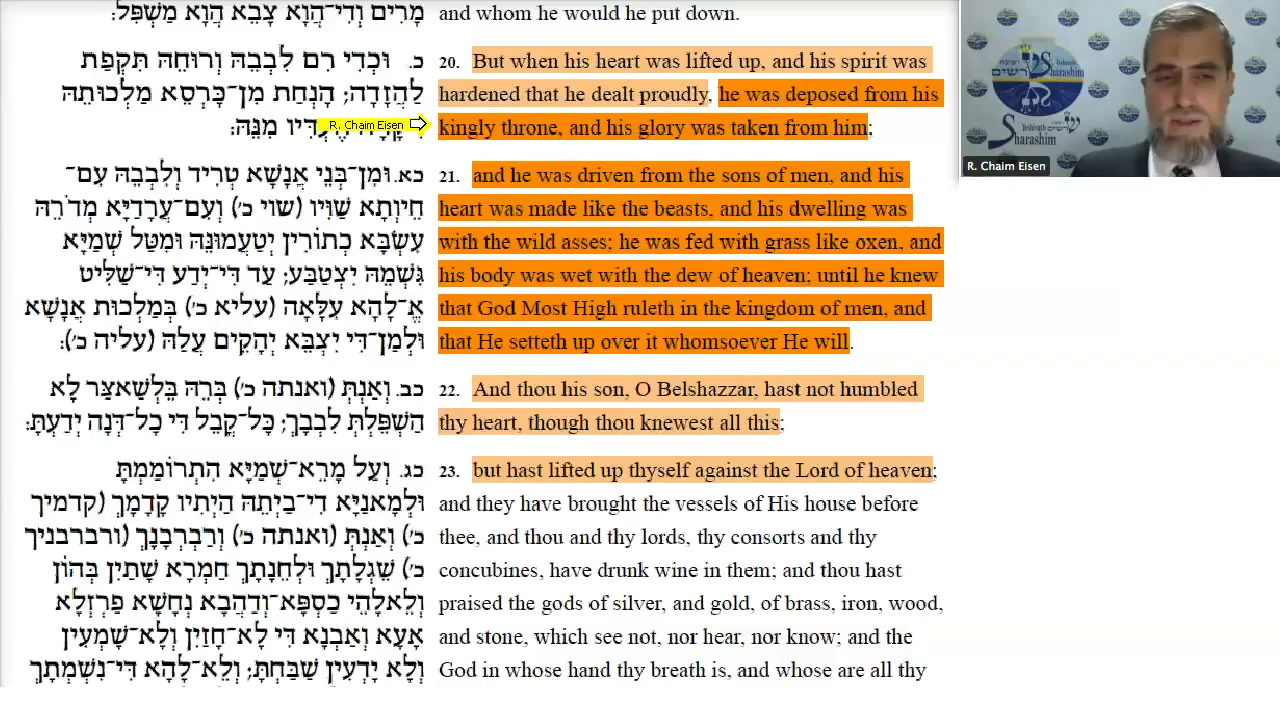 מָרִים וְדִי־הֲוָא צָבֵא הֲוָא מַשְׁפִּל׃
and whom he would he put down.
כ. וּכְדִי רִם לִבְבֵהּ וְרוּחֵהּ תִּקְפַת
לַהֲזָדָה; הָנְחַת מִן־כָּרְסֵא מַלְכוּתֵהּ
מִנֵּהּ׃
R. Chaim Eisen
20. But when his heart was lifted up, and his spirit was
hardened that he dealt proudly, he was deposed from his
kingly throne, and his glory was taken from him;
כא. וּמִן־בְּנֵי אֲנָשָׁא טְרִיד וְלִבְבֵהּ עִם־
חֵיוְתָא שַׁוִּיו (שוי כ׳) וְעִם־עֲרָדַיָּא מְדֹרֵהּ
עִשְׂבָּא כְתוֹרִין יְטַעֲמוּנֵּהּ וּמִטַּל שְׁמַיָּא
גִּשְׁמֵהּ יִצְטַבַּע; עַד דִּי־יְדַע דִּי־שַׁלִּיט
אֱ־לָהָא עִלָּאָה (עליא כ׳) בְּמַלְכוּת אֲנָשָׁא
וּלְמַן־דִּי יִצְבֵּא יְהָקֵים עֲלַהּ (עליה כ׳)׃
21. and he was driven from the sons of men, and his
heart was made like the beasts, and his dwelling was
with the wild asses; he was fed with grass like oxen, and
his body was wet with the dew of heaven; until he knew
that God Most High ruleth in the kingdom of men, and
that He setteth up over it whomsoever He will.
כב. וְאַנְתְּ (ואנתה כ׳) בְּרֵהּ בֵּלְשַׁאצַּר לָא
הַשְׁפֵּלְתְּ לִבְבָךְ; כָּל־קֳבֵל דִּי כָל־דְּנָה יְדַעְתָּ׃
22. And thou his son, O Belshazzar, hast not humbled
thy heart, though thou knewest all this;
כג. וְעַל מָרֵא־שְׁמַיָּא הִתְרוֹמַמְתָּ
וּלְמָאנַיָּא דִי־בַיְתֵהּ הַיְתִיו קָדָמָךְ (קדמיך
כ׳) וְאַנְתְּ (ואנתה כ׳) וְרַבְרְבָנָךְ (ורברבניך
כ׳) שֵׁגְלָתָךְ וּלְחֵנָתָךְ חַמְרָא שָׁתַיִן בְּהוֹן
וְלֵאלָהֵי כַסְפָּא־וְדַהֲבָא נְחָשָׁא פַרְזְלָא
אָעָא וְאַבְנָא דִּי לָא־חָזַיִן וְלָא־שָׁמְעִין
וְלָא יָדְעִין שַׁבַּחְתָּ; וְלֵא־לָהָא דִּי־נִשְׁמְתָךְ
23. but hast lifted up thyself against the Lord of heaven;
and they have brought the vessels of His house before
thee, and thou and thy lords, thy consorts and thy
concubines, have drunk wine in them; and thou hast
praised the gods of silver, and gold, of brass, iron, wood,
and stone, which see not, nor hear, nor know; and the
God in whose hand thy breath is, and whose are all thy
Yeshivath
Sharashim
ישיבת
שרשים
Yeshivath
Sharashim
R. Chaim Eisen